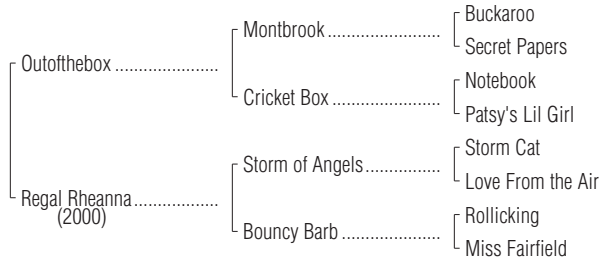 Buckaroo
Montbrook
Secret Papers
Outofthebox
Notebook
Cricket Box
Patsy's Lil Girl
Storm Cat
Storm of Angels
Love From the Air
Regal Rheanna
(2000)
Rollicking
Bouncy Barb
Miss Fairfield